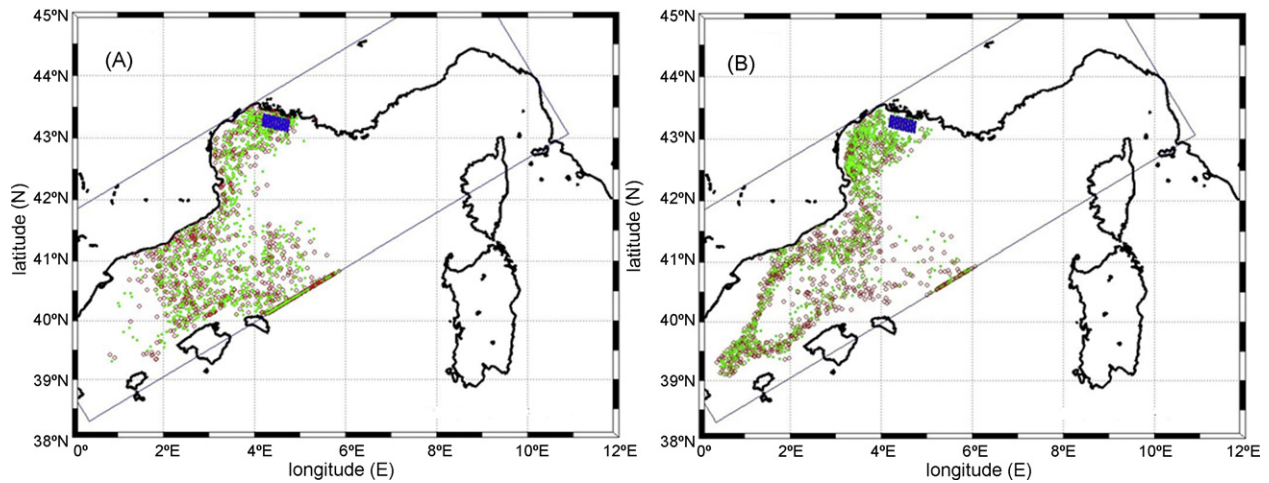 (A)
45ºN
44ºN
43ºN
42ºN
41ºN
40ºN
39ºN
38ºN
latitude (N)
0º
2ºE
4ºE
6ºE
8ºE
10ºE
12ºE
longitude (E)
(B)
45ºN
44ºN
43ºN
42ºN
41ºN
40ºN
39ºN
38ºN
latitude (N)
0º
2ºE
4ºE
6ºE
8ºE
10ºE
12ºE
longitude (E)